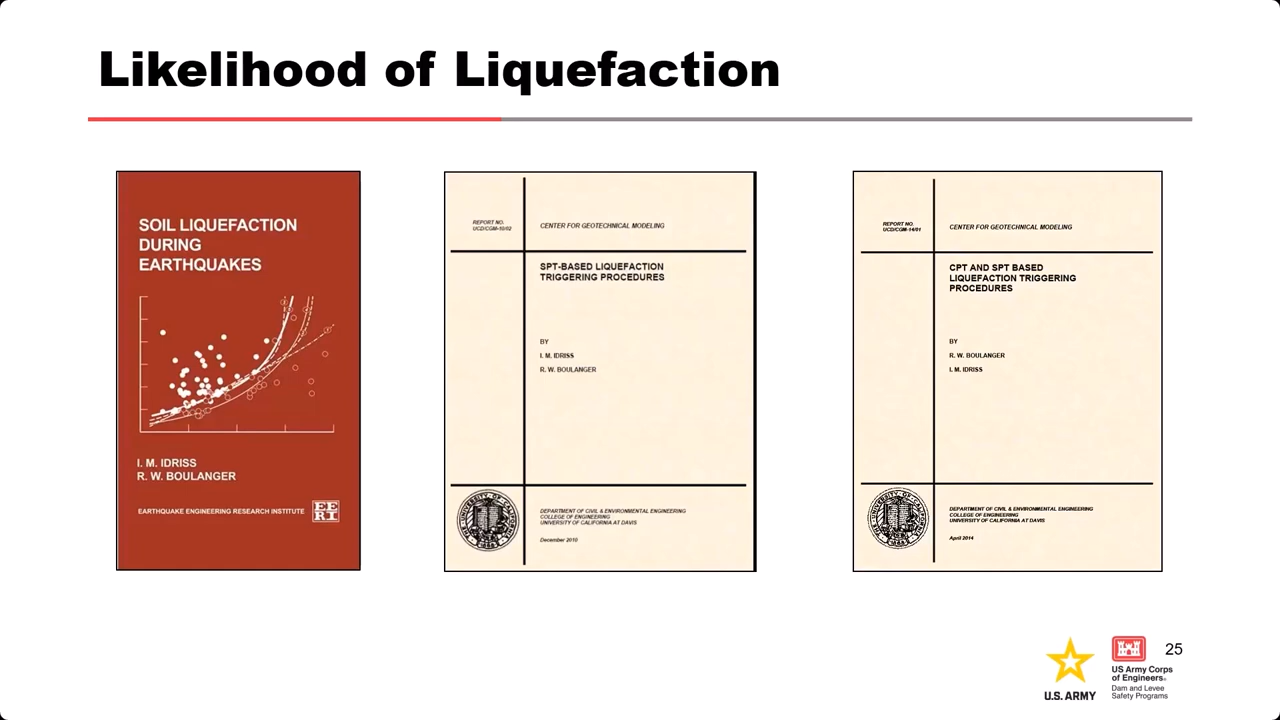 Likelihood of Liquefaction
SOIL LIQUEFACTION
DURING
EARTHQUAKES
I. M. IDRISS
R. W. BOULANGER
EARTHQUAKE ENGINEERING RESEARCH INSTITUTE
EE
RI
REPORT NO.
UCD/CGM-10/02
CENTER FOR GEOTECHNICAL MODELING
SPT-BASED LIQUEFACTION
TRIGGERING PROCEDURES
BY
I. M. IDRISS
R. W. BOULANGER
DEPARTMENT OF CIVIL & ENVIRONMENTAL ENGINEERING
COLLEGE OF ENGINEERING
UNIVERSITY OF CALIFORNIA AT DAVIS
December 2010
REPORT NO.
UCD/CGM-14/01
CENTER FOR GEOTECHNICAL MODELING
CPT AND SPT BASED
LIQUEFACTION TRIGGERING
PROCEDURES
BY
R. W. BOULANGER
I. M. IDRISS
DEPARTMENT OF CIVIL & ENVIRONMENTAL ENGINEERING
COLLEGE OF ENGINEERING
UNIVERSITY OF CALIFORNIA AT DAVIS
April 2014
U.S. ARMY
US Army Corps
of Engineers®
Dam and Levee
Safety Programs
25